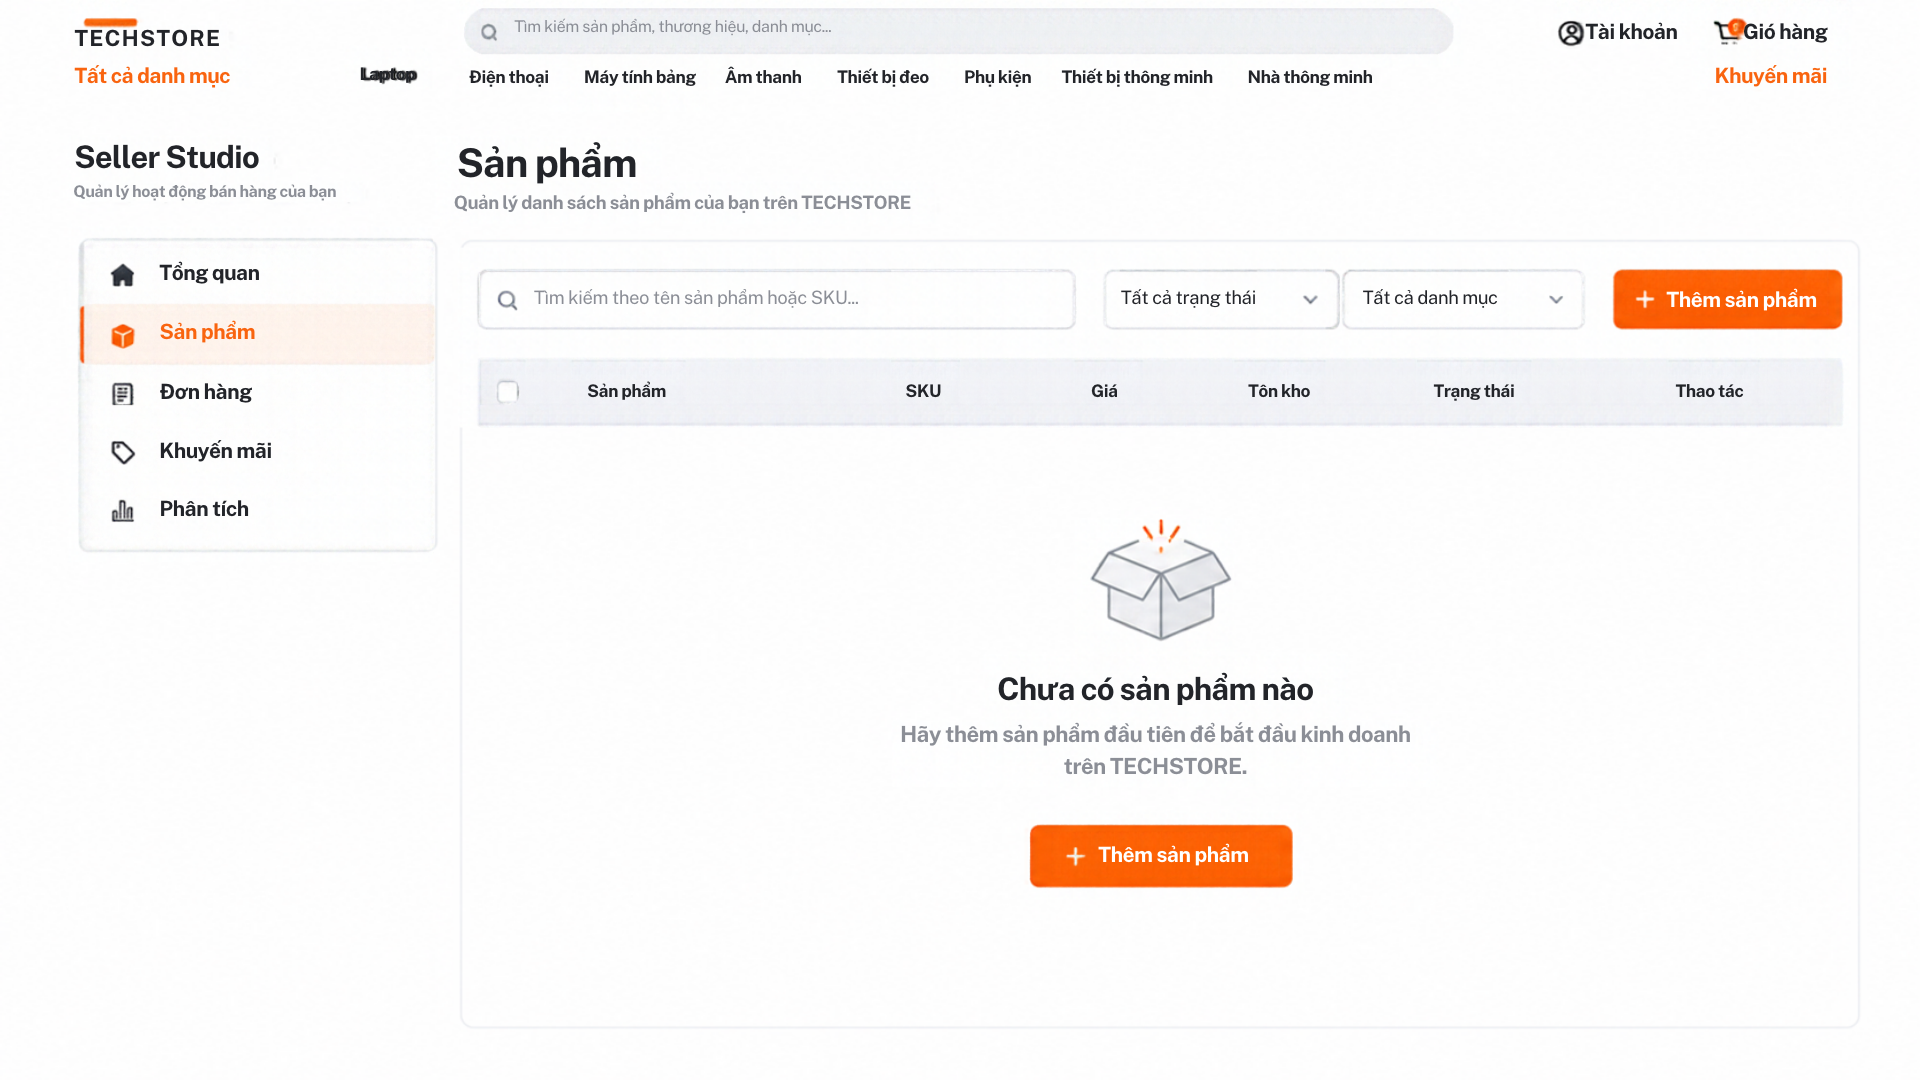 TECHSTORE
Tìm kiếm sản phẩm, thương hiệu, danh mục...
Tài khoản
Giỏ hàng
Tất cả danh mục
Laptop
Điện thoại
Máy tính bảng
Âm thanh
Thiết bị đeo
Phụ kiện
Thiết bị thông minh
Nhà thông minh
Khuyến mãi
Seller Studio
Quản lý hoạt động bán hàng của bạn
Tổng quan
Sản phẩm
Đơn hàng
Khuyến mãi
Phân tích
Sản phẩm
Quản lý danh sách sản phẩm của bạn trên TECHSTORE
Tìm kiếm theo tên sản phẩm hoặc SKU...
Tất cả trạng thái
Tất cả danh mục
Thêm sản phẩm
Sản phẩm
SKU
Giá
Tồn kho
Trạng thái
Thao tác
Chưa có sản phẩm nào
Hãy thêm sản phẩm đầu tiên để bắt đầu kinh doanh
trên TECHSTORE.
Thêm sản phẩm